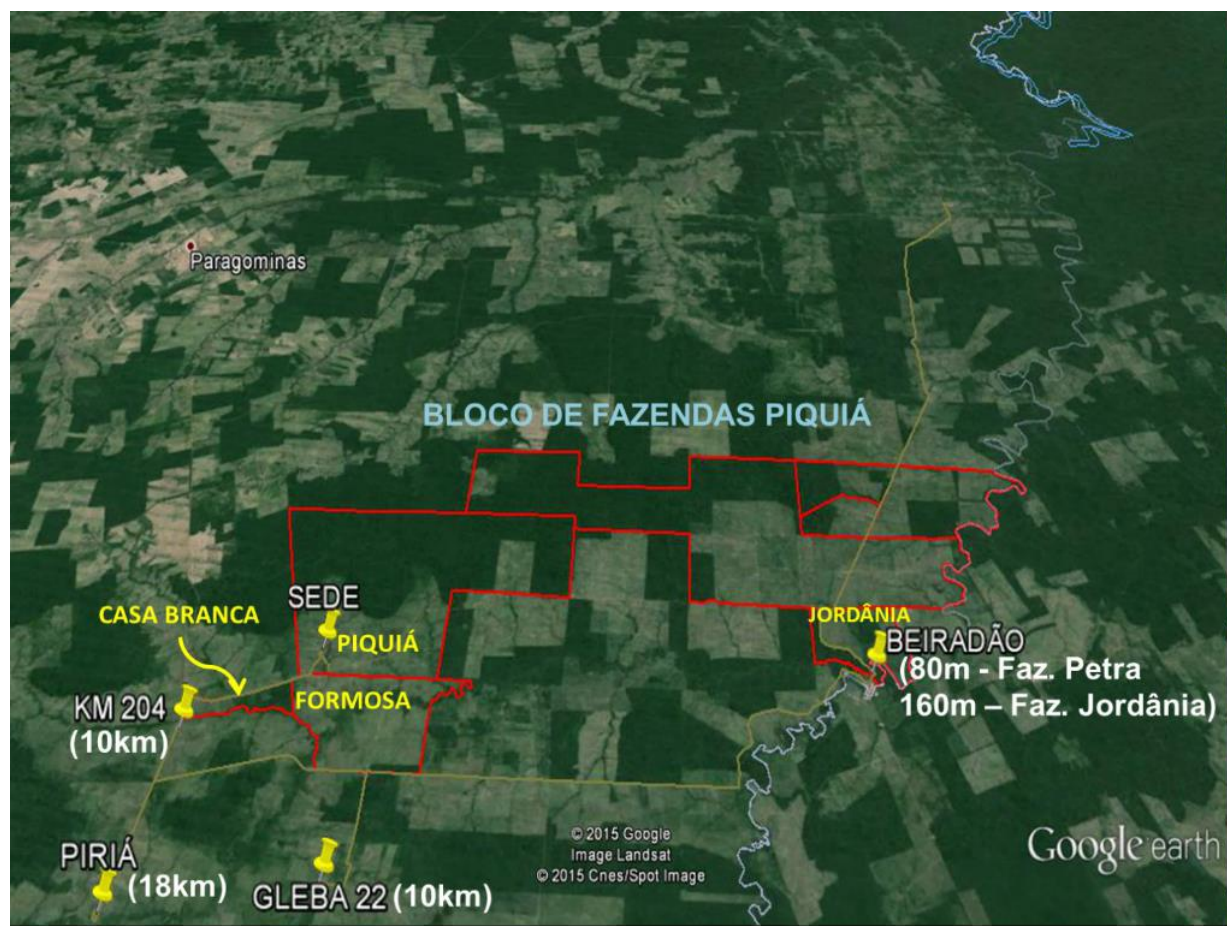 Paragominas
BLOCO DE FAZENDAS PIQUIÁ
SEDE
CASA BRANCA
PIQUIÁ
JORDÂNIA
BEIRADÃO
(80m - Faz. Petra
160m – Faz. Jordânia)
FORMOSA
KM 204
(10km)
PIRIÁ
(18km)
GLEBA 22 (10km)
© 2015 Google
Image Landsat
© 2015 Cnes/Spot Image
Google earth